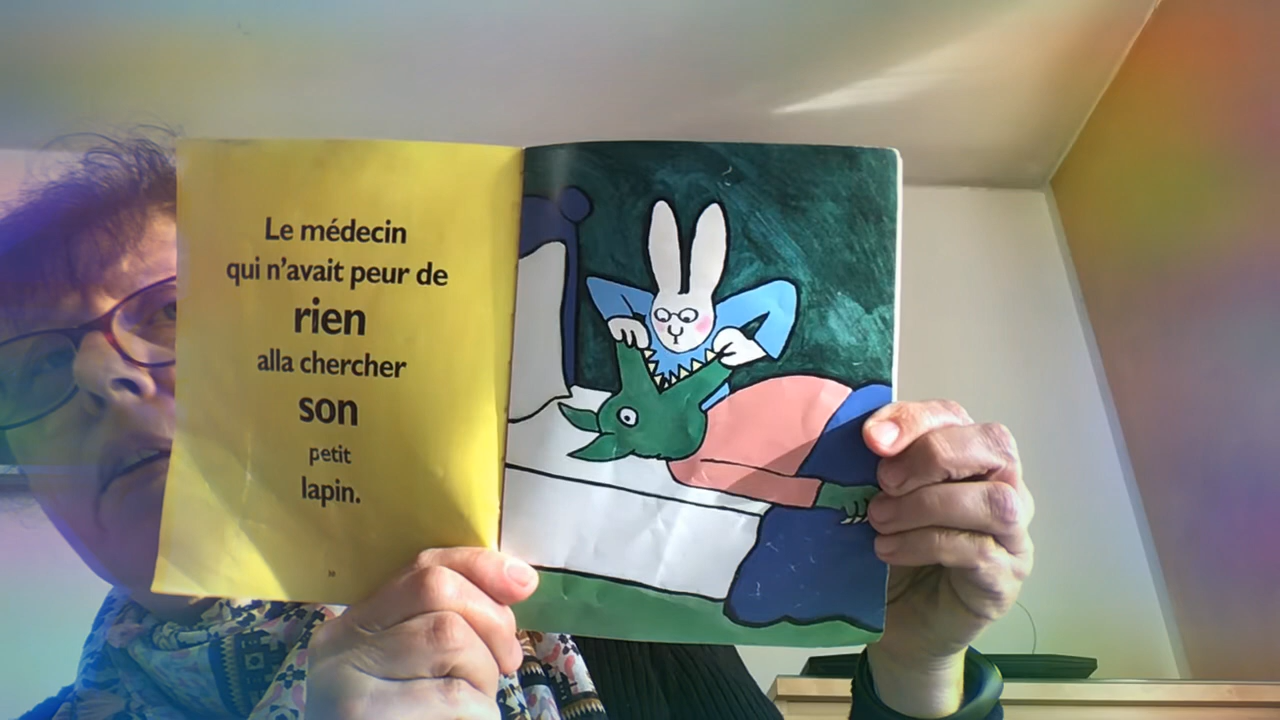 Le médecin
qui n'avait peur de
rien
alla chercher
son
petit
lapin.